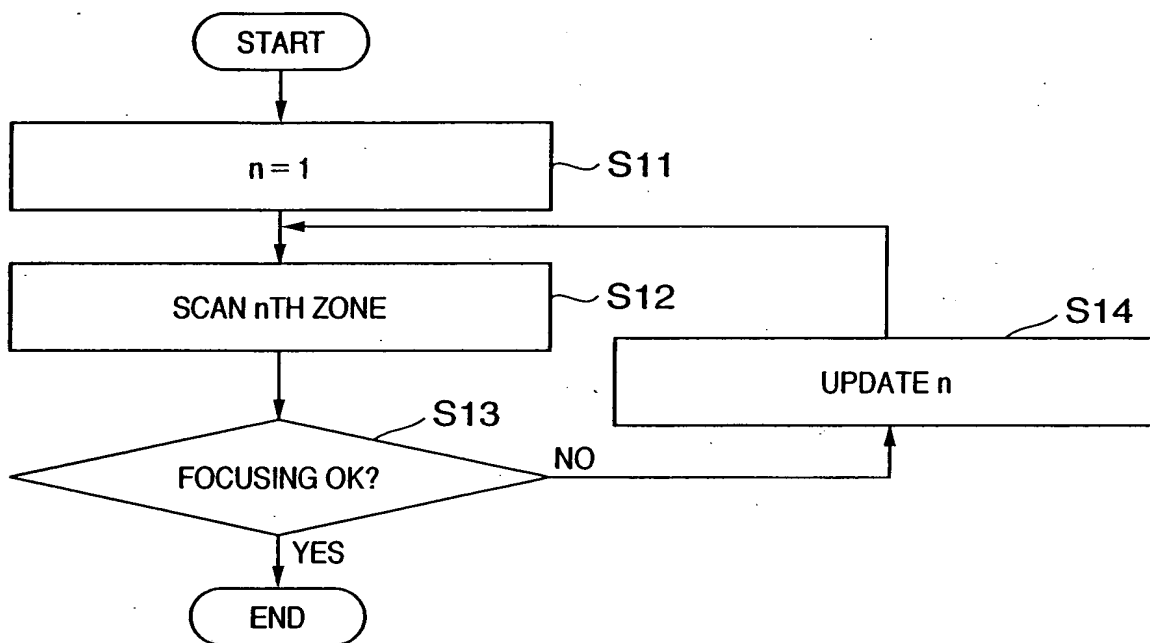 START
n = 1
S11
SCAN nTH ZONE
S12
S14
UPDATE n
S13
FOCUSING OK?
NO
YES
END